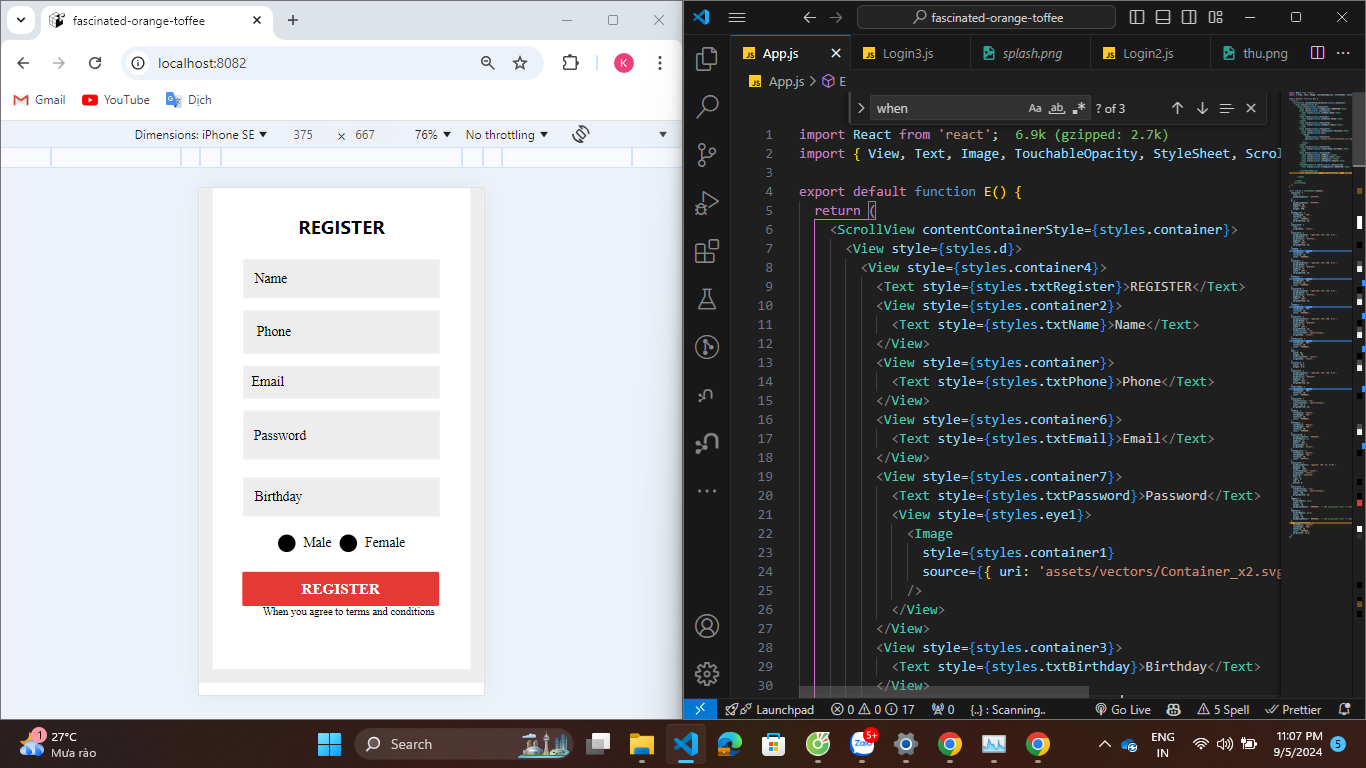 fascinated-orange-toffee
localhost:8082
K
Gmail
YouTube
Dịch
Dimensions: iPhone SE
375
×
667
76%
No throttling
REGISTER
Name
Phone
Email
Password
Birthday
Male
Female
REGISTER
When you agree to terms and conditions
fascinated-orange-toffee
JS App.js
JS Login3.js
splash.png
JS Login2.js
thu.png
JS App.js > E
when
Aa
ab
? of 3
1 import React from 'react'; 6.9k (gzipped: 2.7k)
2 import { View, Text, Image, TouchableOpacity, StyleSheet, Scrol
3
4 export default function E() {
5 return (
6 <ScrollView contentContainerStyle={styles.container}>
7 <View style={styles.d}>
8 <View style={styles.container4}>
9 <Text style={styles.txtRegister}>REGISTER</Text>
10 <View style={styles.container2}>
11 <Text style={styles.txtName}>Name</Text>
12 </View>
13 <View style={styles.container}>
14 <Text style={styles.txtPhone}>Phone</Text>
15 </View>
16 <View style={styles.container6}>
17 <Text style={styles.txtEmail}>Email</Text>
18 </View>
19 <View style={styles.container7}>
20 <Text style={styles.txtPassword}>Password</Text>
21 <View style={styles.eye1}>
22 <Image
23 style={styles.container1}
24 source={{ uri: 'assets/vectors/Container_x2.svg
25 />
26 </View>
27 </View>
28 <View style={styles.container3}>
29 <Text style={styles.txtBirthday}>Birthday</Text>
30 </View>
Launchpad
0
0
17
0
{..} : Scanning..
Go Live
5 Spell
Prettier
1
27°C
Mưa rào
Search
Zalo
5+
ENG
IN
11:07 PM
9/5/2024
5